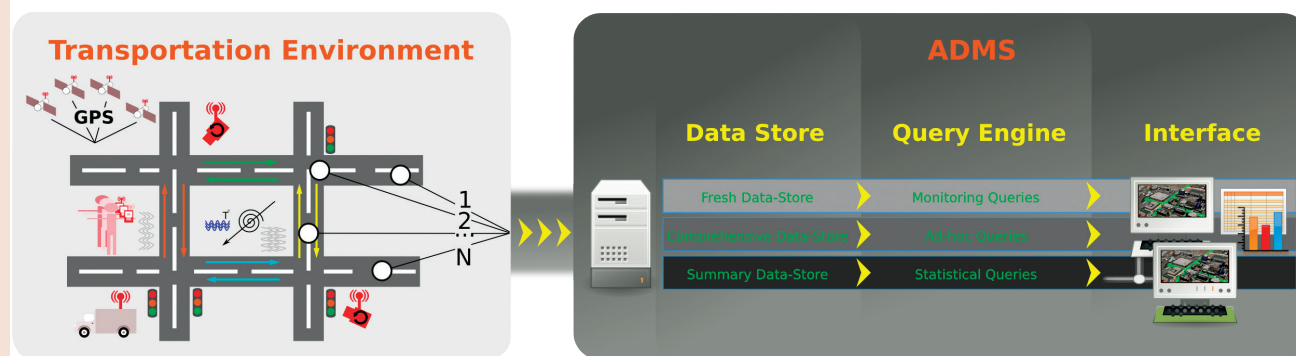 Transportation Environment
GPS
T
1
2
...
N
ADMS
Data Store
Query Engine
Interface
Fresh Data-Store
Monitoring Queries
Comprehensive Data-Store
Ad-hoc Queries
Summary Data-Store
Statistical Queries
1